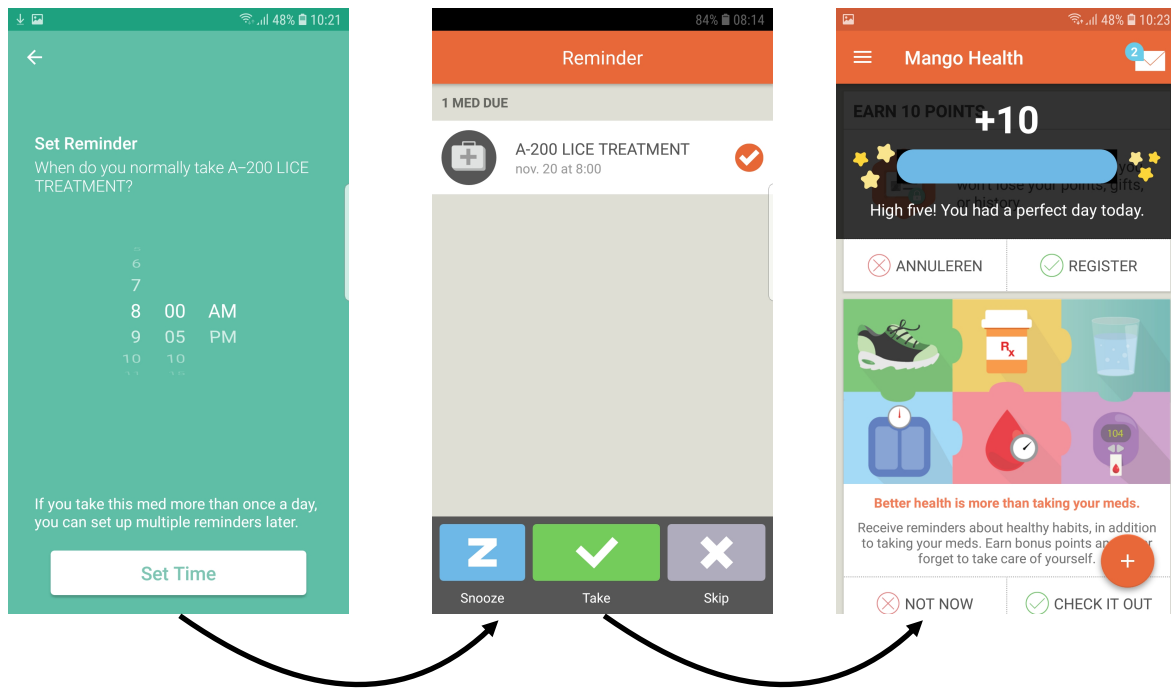 48% 10:21
Set Reminder
When do you normally take A–200 LICE
TREATMENT?
6
7
8 00 AM
9 05 PM
10 10
If you take this med more than once a day,
you can set up multiple reminders later.
Set Time
84% 08:14
Reminder
1 MED DUE
A-200 LICE TREATMENT
nov. 20 at 8:00
Z
Snooze
Take
Skip
48% 10:23
Mango Health
2
EARN 10 POINTS
+10
won't lose your points, gifts,
or history
High five! You had a perfect day today.
ANNULEREN
REGISTER
Rx
104
Better health is more than taking your meds.
Receive reminders about healthy habits, in addition
to taking your meds. Earn bonus points
forget to take care of yourself.
+
NOT NOW
CHECK IT OUT